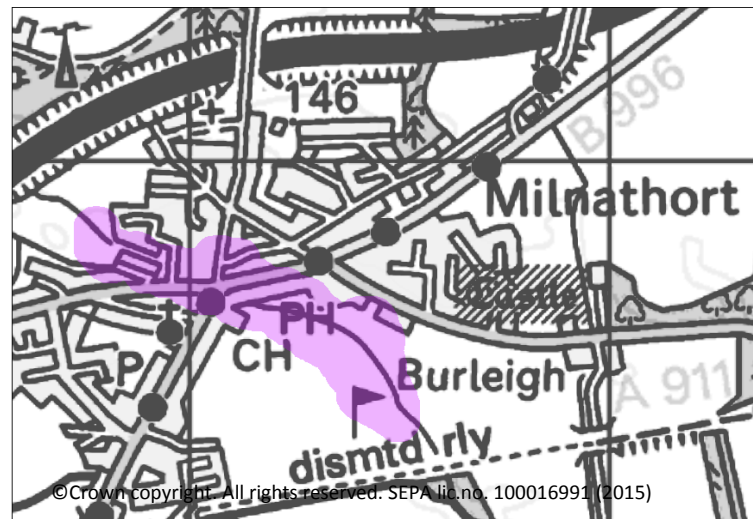 146
B 996
Milnathort
Castle
PH
CH
P
Burleigh
A 911
dismtd rly
©Crown copyright. All rights reserved. SEPA lic.no. 100016991 (2015)